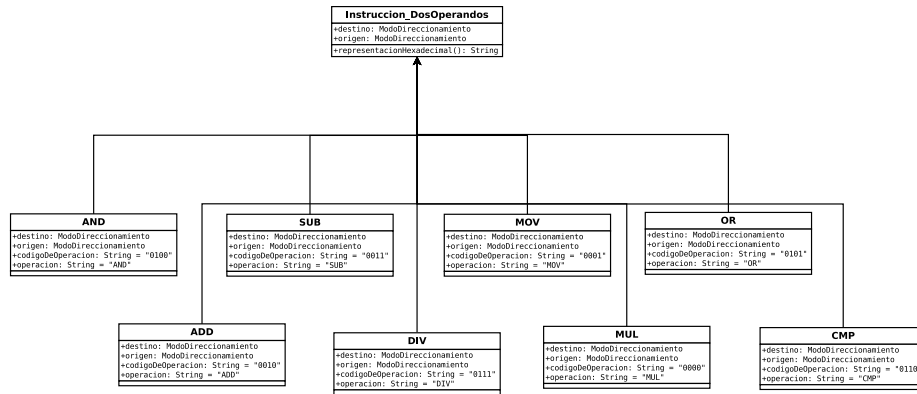 Instruccion_DosOperandos
+destino: ModoDireccionamiento
+origen: ModoDireccionamiento
+representacionHexadecimal(): String
AND
+destino: ModoDireccionamiento
+origen: ModoDireccionamiento
+codigoDeOperacion: String = "0100"
+operacion: String = "AND"
SUB
+destino: ModoDireccionamiento
+origen: ModoDireccionamiento
+codigoDeOperacion: String = "0011"
+operacion: String = "SUB"
MOV
+destino: ModoDireccionamiento
+origen: ModoDireccionamiento
+codigoDeOperacion: String = "0001"
+operacion: String = "MOV"
OR
+destino: ModoDireccionamiento
+origen: ModoDireccionamiento
+codigoDeOperacion: String = "0101"
+operacion: String = "OR"
ADD
+destino: ModoDireccionamiento
+origen: ModoDireccionamiento
+codigoDeOperacion: String = "0010"
+operacion: String = "ADD"
DIV
+destino: ModoDireccionamiento
+origen: ModoDireccionamiento
+codigoDeOperacion: String = "0111"
+operacion: String = "DIV"
MUL
+destino: ModoDireccionamiento
+origen: ModoDireccionamiento
+codigoDeOperacion: String = "0000"
+operacion: String = "MUL"
CMP
+destino: ModoDireccionamiento
+origen: ModoDireccionamiento
+codigoDeOperacion: String = "0110
+operacion: String = "CMP"